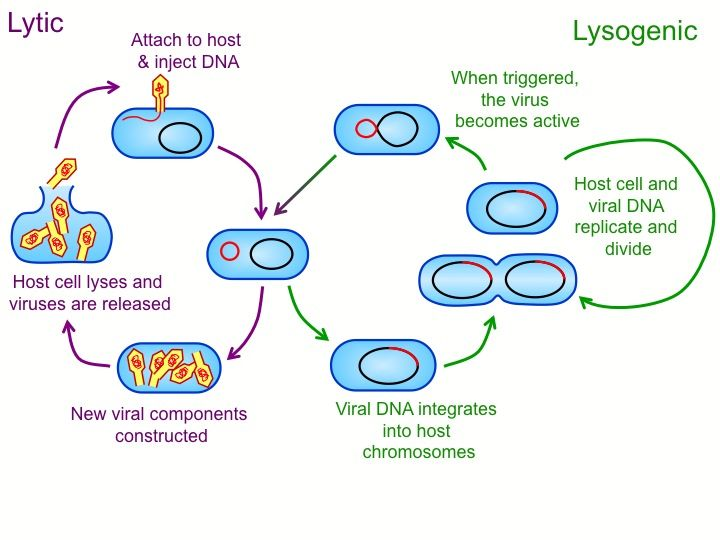 Lytic
Lysogenic
Attach to host
& inject DNA
When triggered,
the virus
becomes active
Host cell and
viral DNA
replicate and
divide
Host cell lyses and
viruses are released
New viral components
constructed
Viral DNA integrates
into host
chromosomes